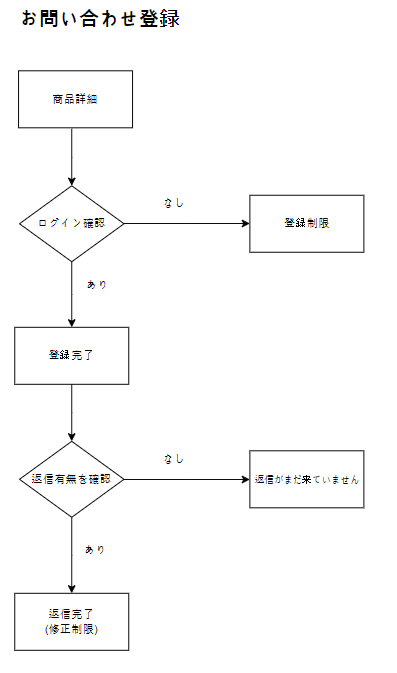 お問い合わせ登録
商品詳細
ログイン確認
なし
登録制限
あり
登録完了
返信有無を確認
なし
返信がまだ来ていません
あり
返信完了
(修正制限)